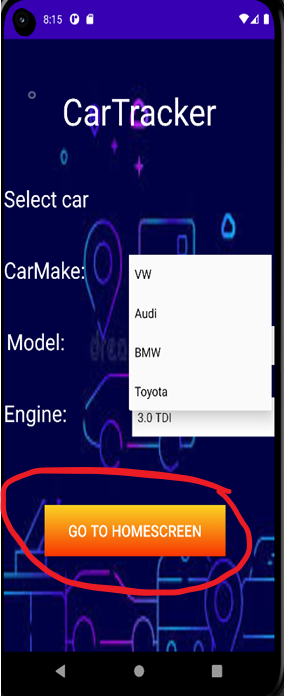 8:15
CarTracker
Select car
CarMake:
VW
Audi
BMW
Model:
Toyota
Engine:
3.0 TDI
GO TO HOMESCREEN